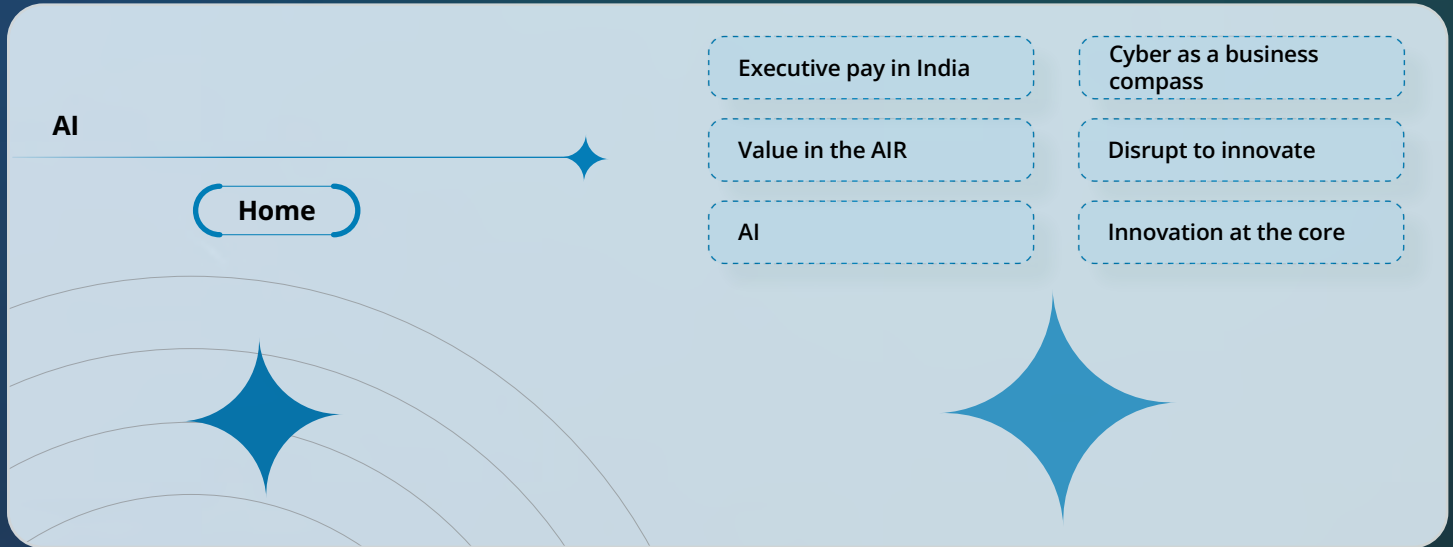 AI
Home
Executive pay in India
Cyber as a business
compass
Value in the AIR
Disrupt to innovate
AI
Innovation at the core